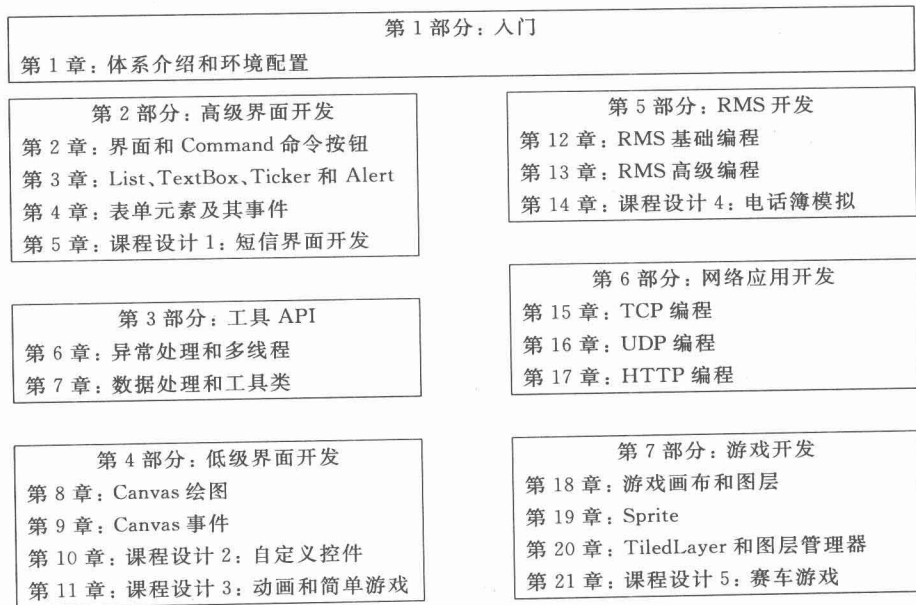 第 1 部分：入门
第 1 章：体系介绍和环境配置
第 2 部分：高级界面开发
第 2 章：界面和 Command 命令按钮
第 3 章：List、TextBox、Ticker 和 Alert
第 4 章：表单元素及其事件
第 5 章：课程设计 1：短信界面开发
第 3 部分：工具 API
第 6 章：异常处理和多线程
第 7 章：数据处理和工具类
第 4 部分：低级界面开发
第 8 章：Canvas 绘图
第 9 章：Canvas 事件
第 10 章：课程设计 2：自定义控件
第 11 章：课程设计 3：动画和简单游戏
第 5 部分：RMS 开发
第 12 章：RMS 基础编程
第 13 章：RMS 高级编程
第 14 章：课程设计 4：电话簿模拟
第 6 部分：网络应用开发
第 15 章：TCP 编程
第 16 章：UDP 编程
第 17 章：HTTP 编程
第 7 部分：游戏开发
第 18 章：游戏画布和图层
第 19 章：Sprite
第 20 章：TiledLayer 和图层管理器
第 21 章：课程设计 5：赛车游戏